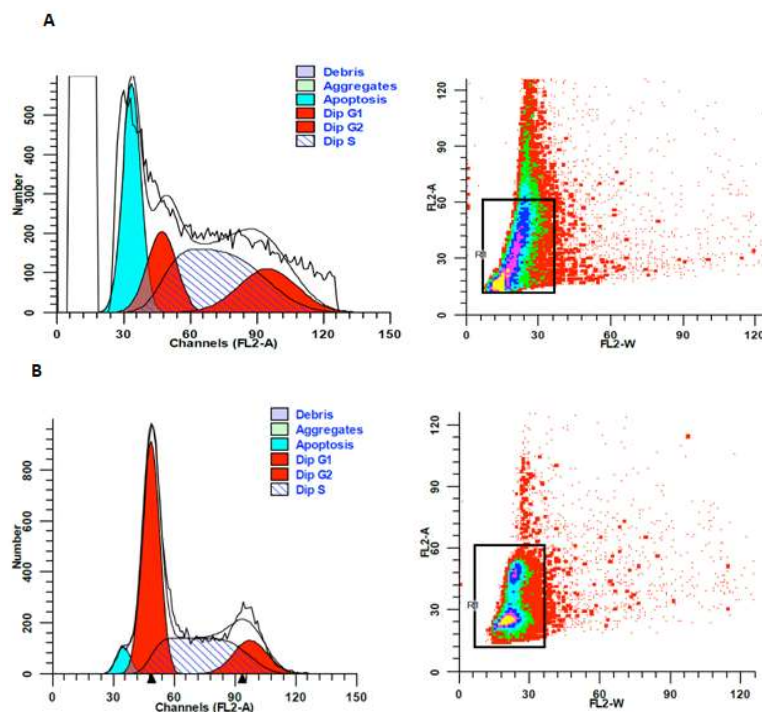 A
Debris
Aggregates
Apoptosis
Dip G1
Dip G2
Dip S
Number
0 100 200 300 400 500
0 30 60 90 120 150
Channels (FL2-A)
FL2-A
0 30 60 90 120
0 30 60 90 120
FL2-W
B
Debris
Aggregates
Apoptosis
Dip G1
Dip G2
Dip S
Number
0 200 400 600 800
0 30 60 90 120 150
Channels (FL2-A)
FL2-A
0 30 60 90 120
0 30 60 90 120
FL2-W